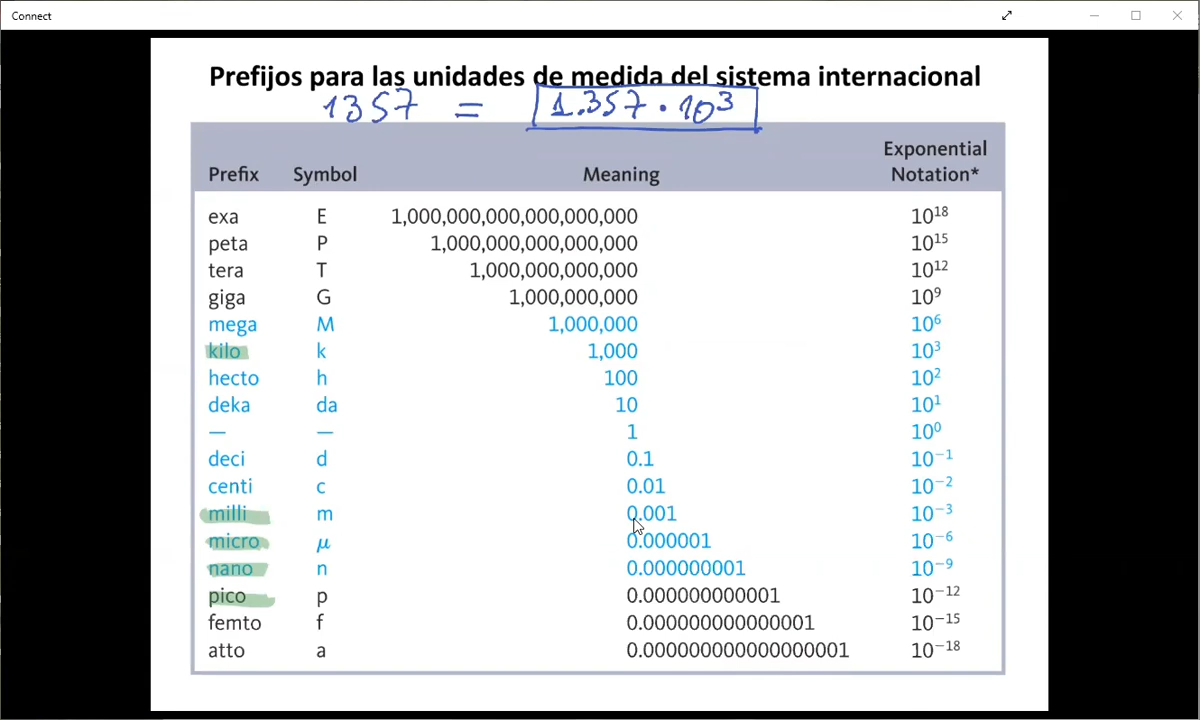 Connect
Prefijos para las unidades de medida del sistema internacional
1357 = 1.357 · 10³
Prefix Symbol Meaning Exponential Notation*
exa E 1,000,000,000,000,000,000 10¹⁸
peta P 1,000,000,000,000,000 10¹⁵
tera T 1,000,000,000,000 10¹²
giga G 1,000,000,000 10⁹
mega M 1,000,000 10⁶
kilo k 1,000 10³
hecto h 100 10²
deka da 10 10¹
— — 1 10⁰
deci d 0.1 10⁻¹
centi c 0.01 10⁻²
milli m 0.001 10⁻³
micro μ 0.000001 10⁻⁶
nano n 0.000000001 10⁻⁹
pico p 0.000000000001 10⁻¹²
femto f 0.000000000000001 10⁻¹⁵
atto a 0.000000000000000001 10⁻¹⁸